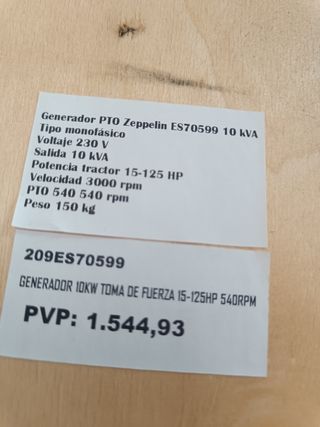 Generador PTO Zeppelin ES70599 10 kVA
Tipo monofásico
Voltaje 230 V
Salida 10 kVA
Potencia tractor 15-125 HP
Velocidad 3000 rpm
PTO 540 540 rpm
Peso 150 kg
209ES70599
GENERADOR 10KW TOMA DE FUERZA 15-125HP 540RPM
PVP: 1.544,93